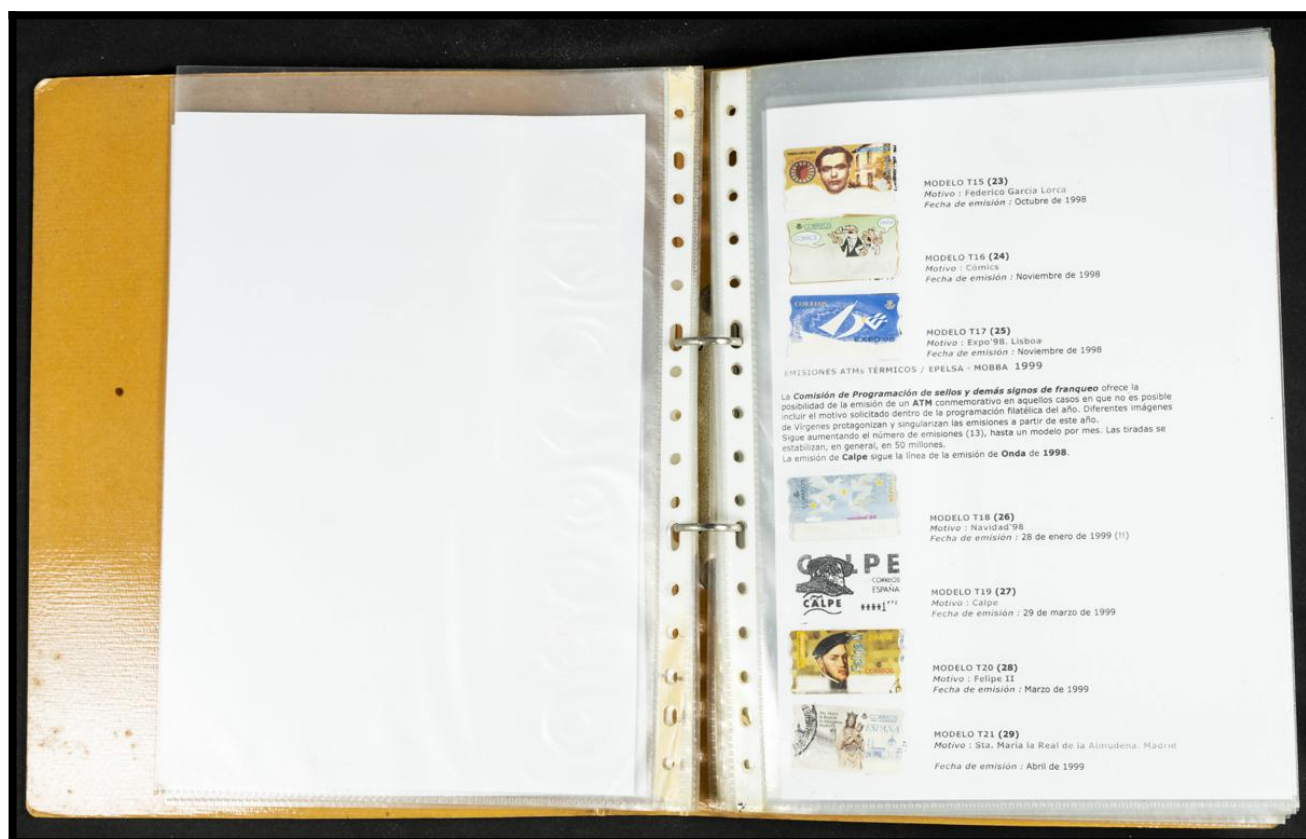 MODELO T15 (23)
Motivo : Federico García Lorca
Fecha de emisión : Octubre de 1998
CORREOS
MODELO T16 (24)
Motivo : Cómics
Fecha de emisión : Noviembre de 1998
CORREOS
EXPO'98
MODELO T17 (25)
Motivo : Expo'98. Lisboa
Fecha de emisión : Noviembre de 1998
EMISIONES ATMs TÉRMICOS / EPELSA - MOBBA 1999
La Comisión de Programación de sellos y demás signos de franqueo ofrece la
posibilidad de la emisión de un ATM conmemorativo en aquellos casos en que no es posible
incluir el motivo solicitado dentro de la programación filatélica del año. Diferentes imágenes
de Vírgenes protagonizan y singularizan las emisiones a partir de este año.
Sigue aumentando el número de emisiones (13), hasta un modelo por mes. Las tiradas se
estabilizan, en general, en 50 millones.
La emisión de Calpe sigue la línea de la emisión de Onda de 1998.
MODELO T18 (26)
Motivo : Navidad'98
Fecha de emisión : 28 de enero de 1999 (!!)
CALPE
CORREOS
ESPAÑA
CALPE
****1 PTS
MODELO T19 (27)
Motivo : Calpe
Fecha de emisión : 29 de marzo de 1999
CORREOS
MODELO T20 (28)
Motivo : Felipe II
Fecha de emisión : Marzo de 1999
CORREOS
ESPAÑA
MODELO T21 (29)
Motivo : Sta. María la Real de la Almudena. Madrid
Fecha de emisión : Abril de 1999